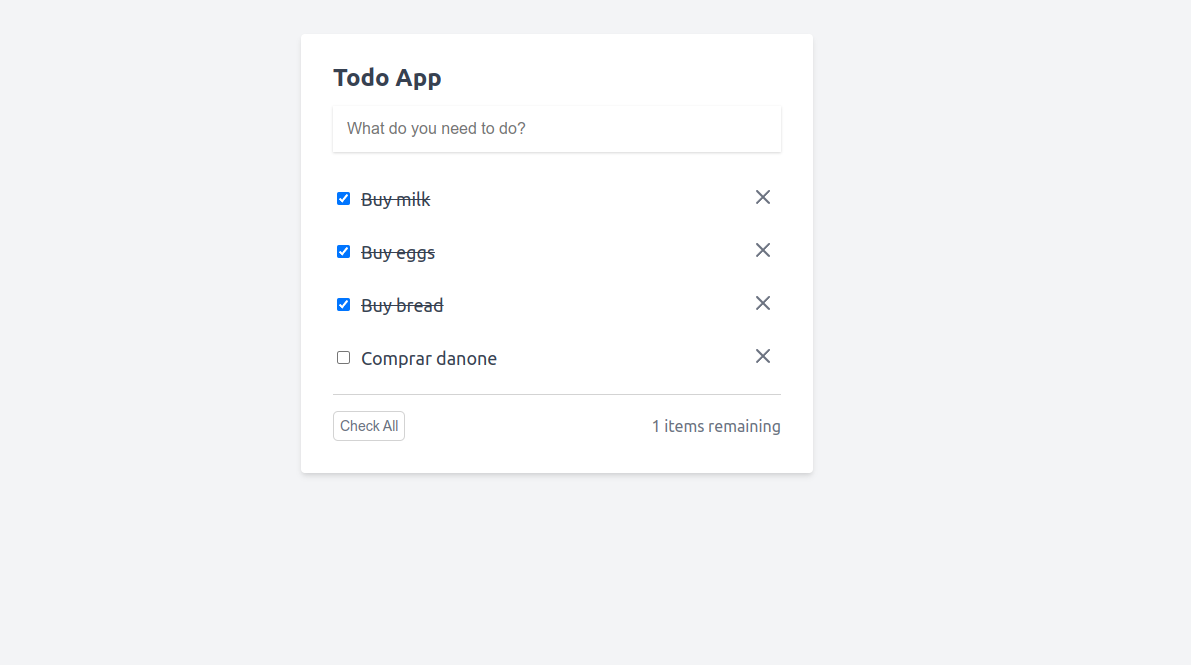 Todo App
What do you need to do?
Buy milk
Buy eggs
Buy bread
Comprar danone
Check All
1 items remaining